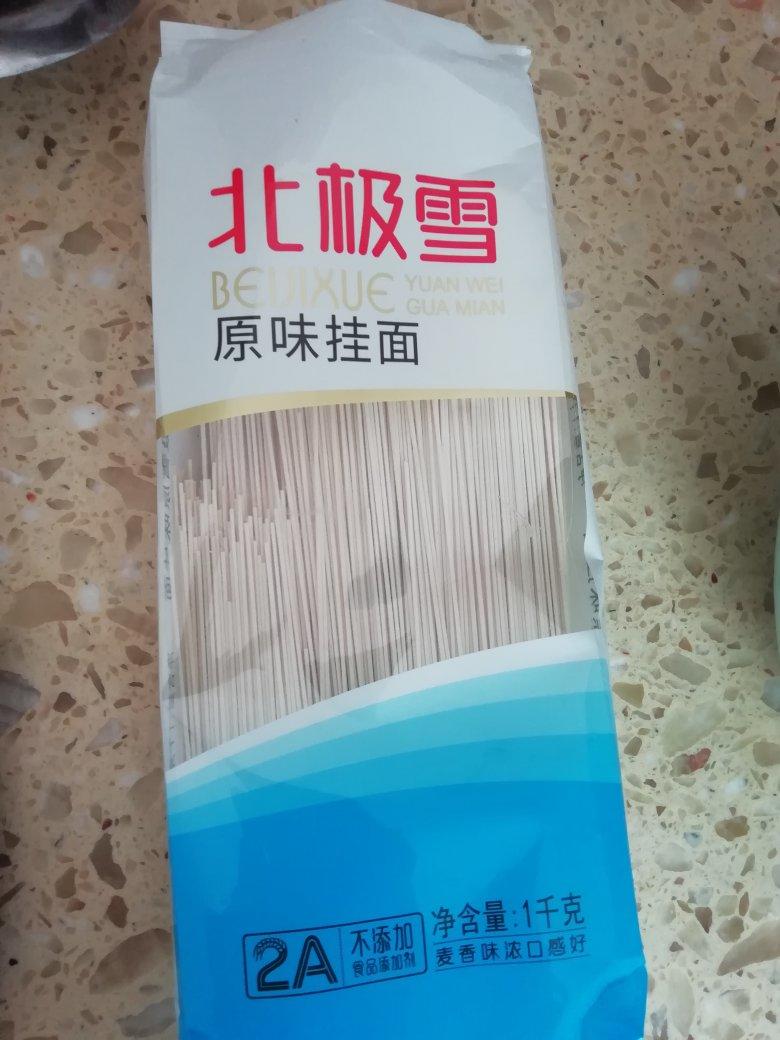 北极雪
BEIJIXUE
YUAN WEI
GUA MIAN
原味挂面
2A
不添加
食品添加剂
净含量:1千克
麦香味浓口感好